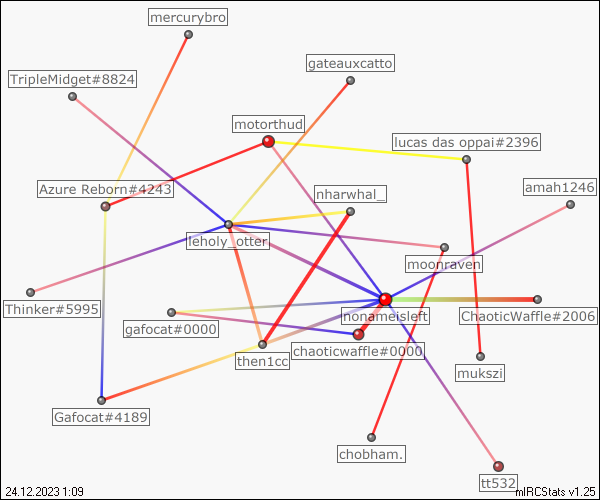 mercurybro
gateauxcatto
TripleMidget#8824
motorthud
lucas das oppai#2396
Azure Reborn#4243
nharwhal_
amah1246
leholy_otter
moonraven
Thinker#5995
nonameisleft
ChaoticWaffle#2006
gafocat#0000
chaoticwaffle#0000
then1cc
mukszi
Gafocat#4189
chobham.
tt532
24.12.2023 1:09
mIRCStats v1.25